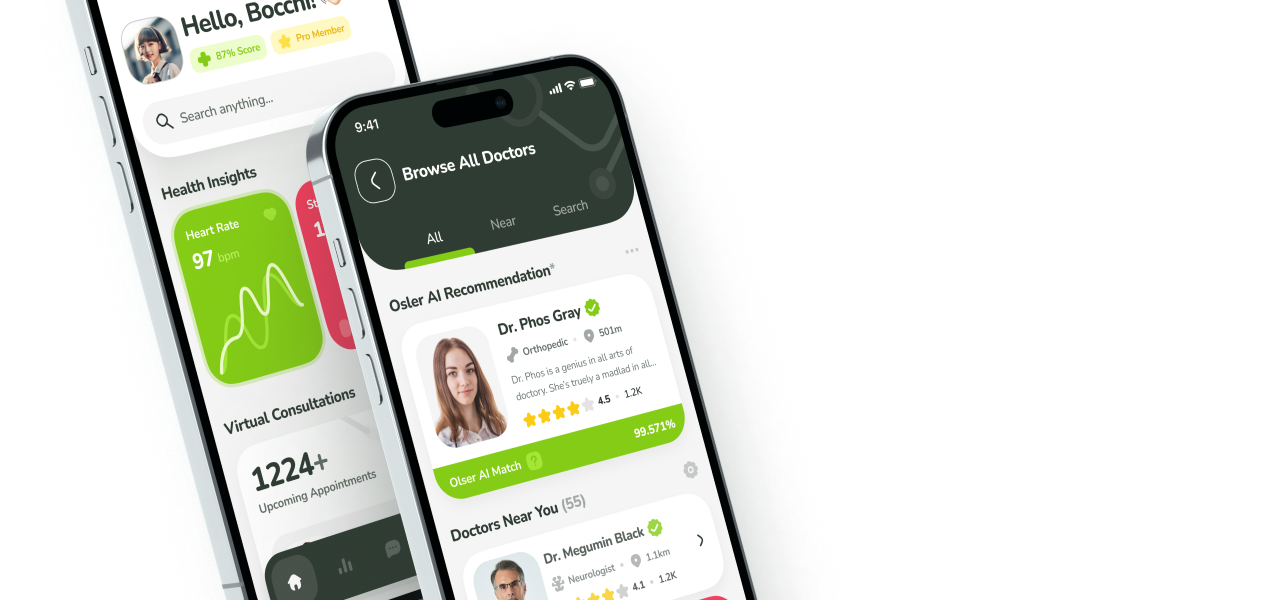 Hello, Bocchi!
87% Score
Pro Member
Search anything...
Health Insights
Heart Rate
97 bpm
St
1
Virtual Consultations
1224+
Upcoming Appointments
9:41
Browse All Doctors
All
Near
Search
Osler AI Recommendation*
Dr. Phos Gray
Orthopedic
501m
Dr. Phos is a genius in all arts of
doctory. She's truely a madlad in all...
4.5
1.2K
Olser AI Match ?
99.571%
Doctors Near You (55)
Dr. Megumin Black
Neurologist
1.1km
4.1
1.2K